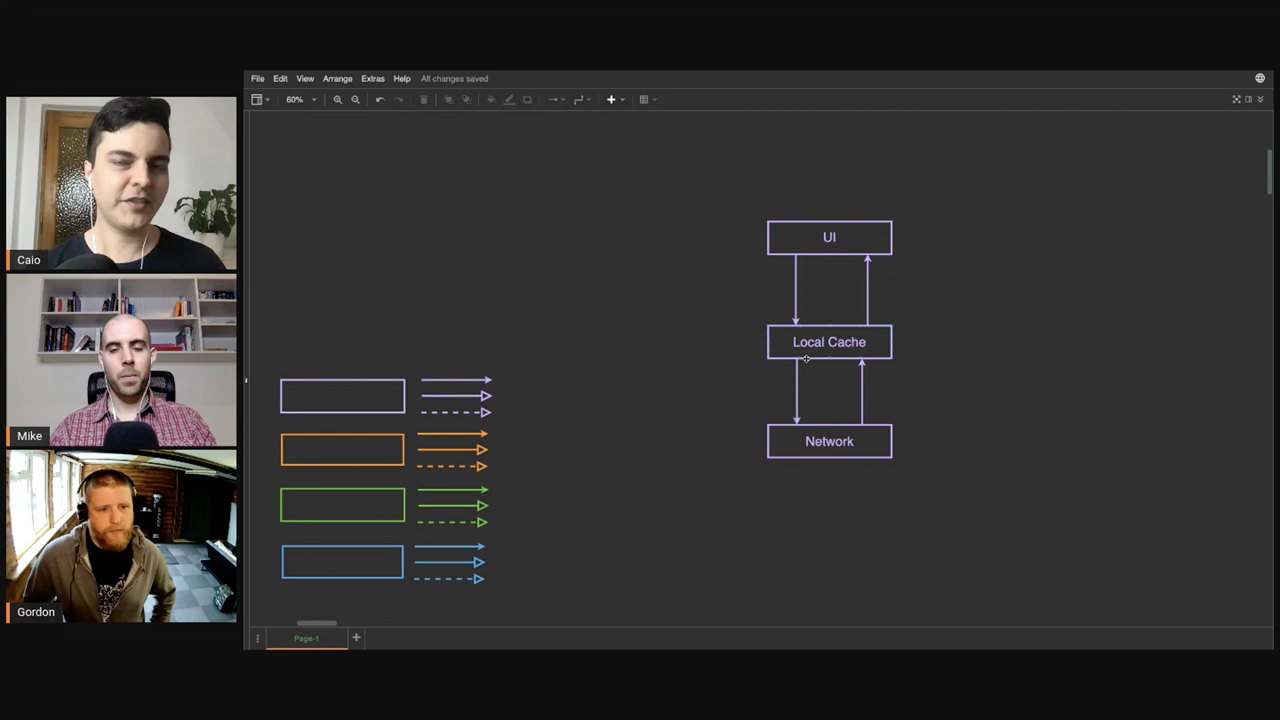 File Edit View Arrange Extras Help All changes saved
60%
Caio
Mike
Gordon
UI
Local Cache
Network
Page-1